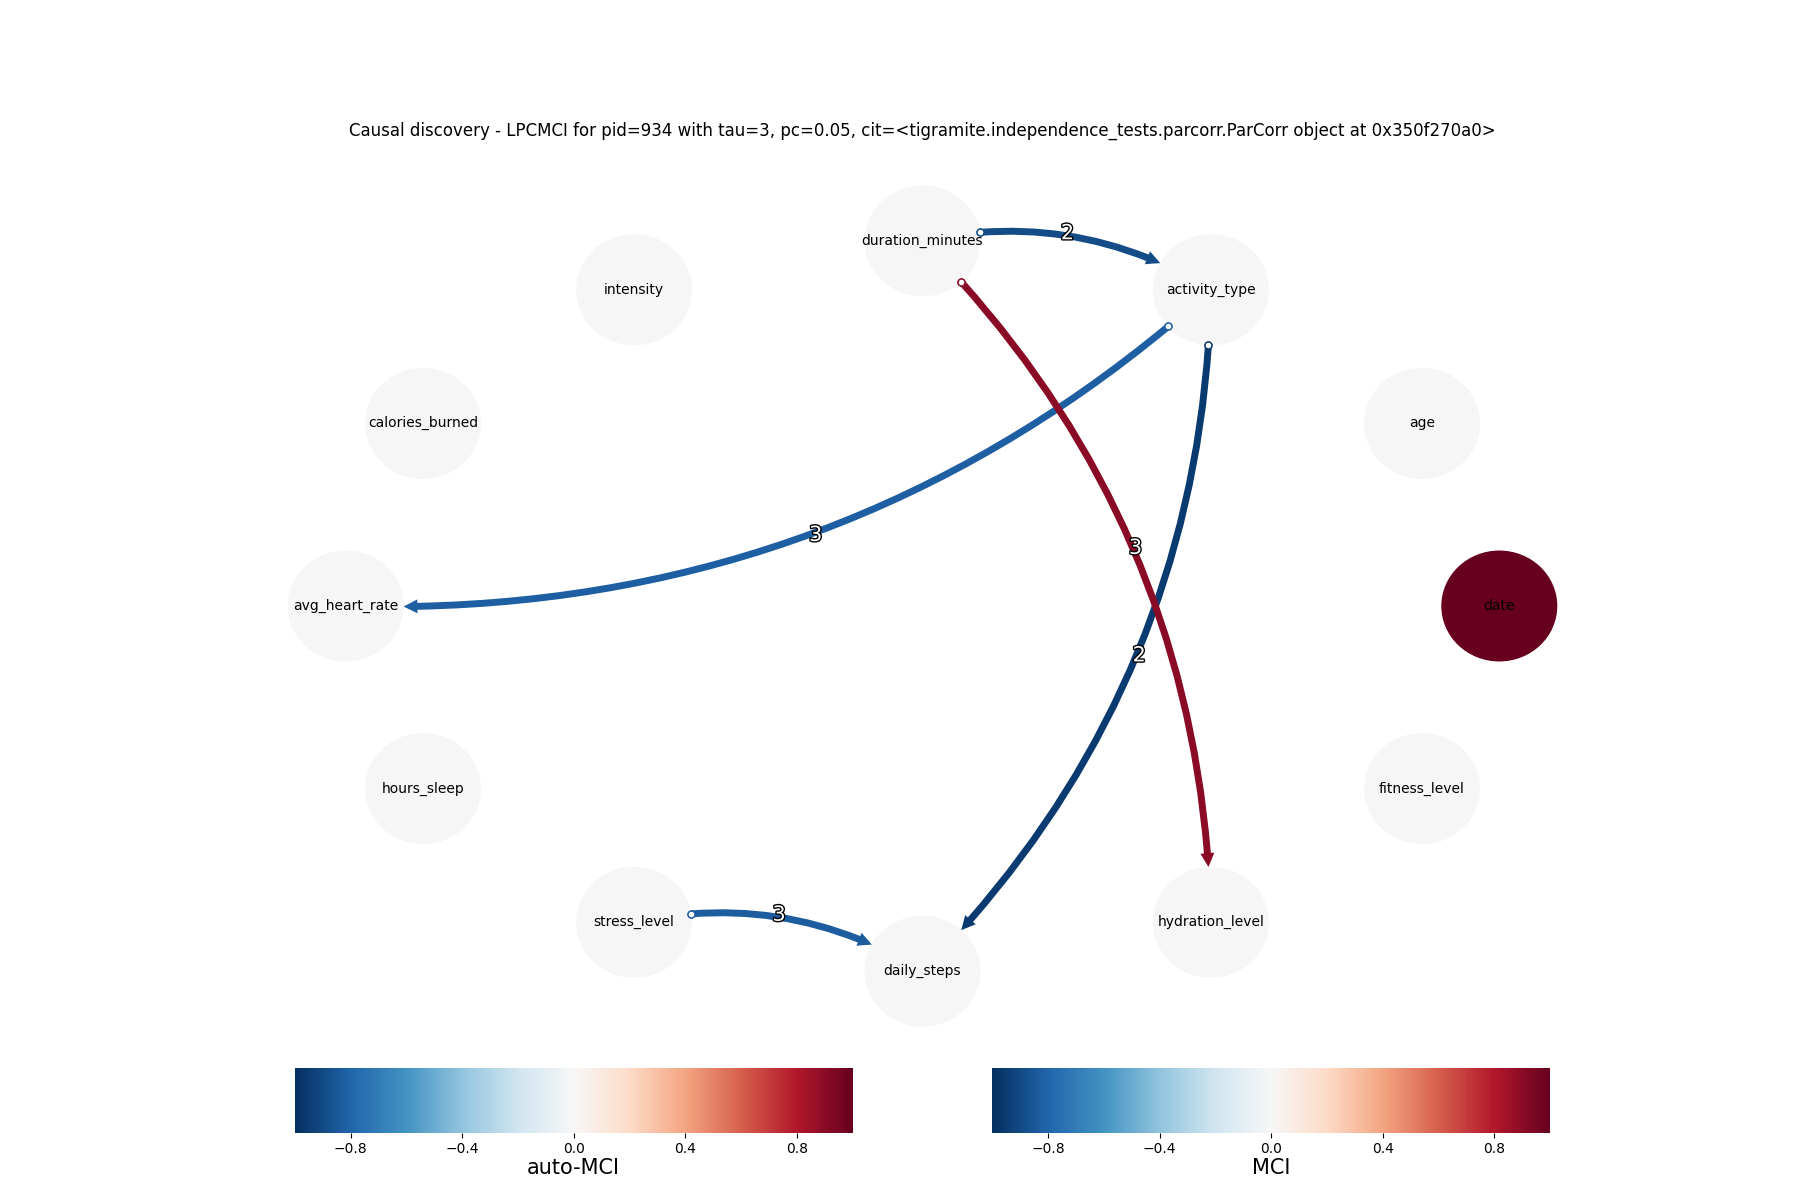 Causal discovery - LPCMCI for pid=934 with tau=3, pc=0.05, cit=<tigramite.independence_tests.parcorr.ParCorr object at 0x350f270a0>
duration_minutes
2
intensity
activity_type
calories_burned
age
3
3
avg_heart_rate
date
2
hours_sleep
fitness_level
stress_level
3
hydration_level
daily_steps
−0.8 −0.4 0.0 0.4 0.8
auto-MCI
−0.8 −0.4 0.0 0.4 0.8
MCI